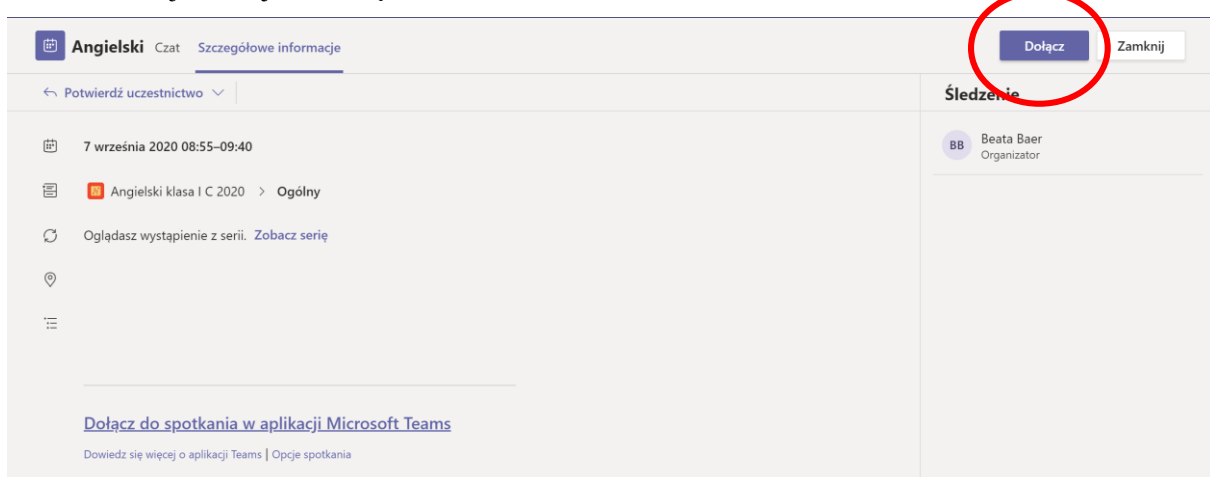 Angielski Czat Szczegółowe informacje
Dołącz Zamknij
Potwierdź uczestnictwo
Śledzenie
7 września 2020 08:55–09:40
BB Beata Baer
Organizator
Angielski klasa I C 2020 > Ogólny
Oglądasz wystąpienie z serii. Zobacz serię
Dołącz do spotkania w aplikacji Microsoft Teams
Dowiedz się więcej o aplikacji Teams | Opcje spotkania